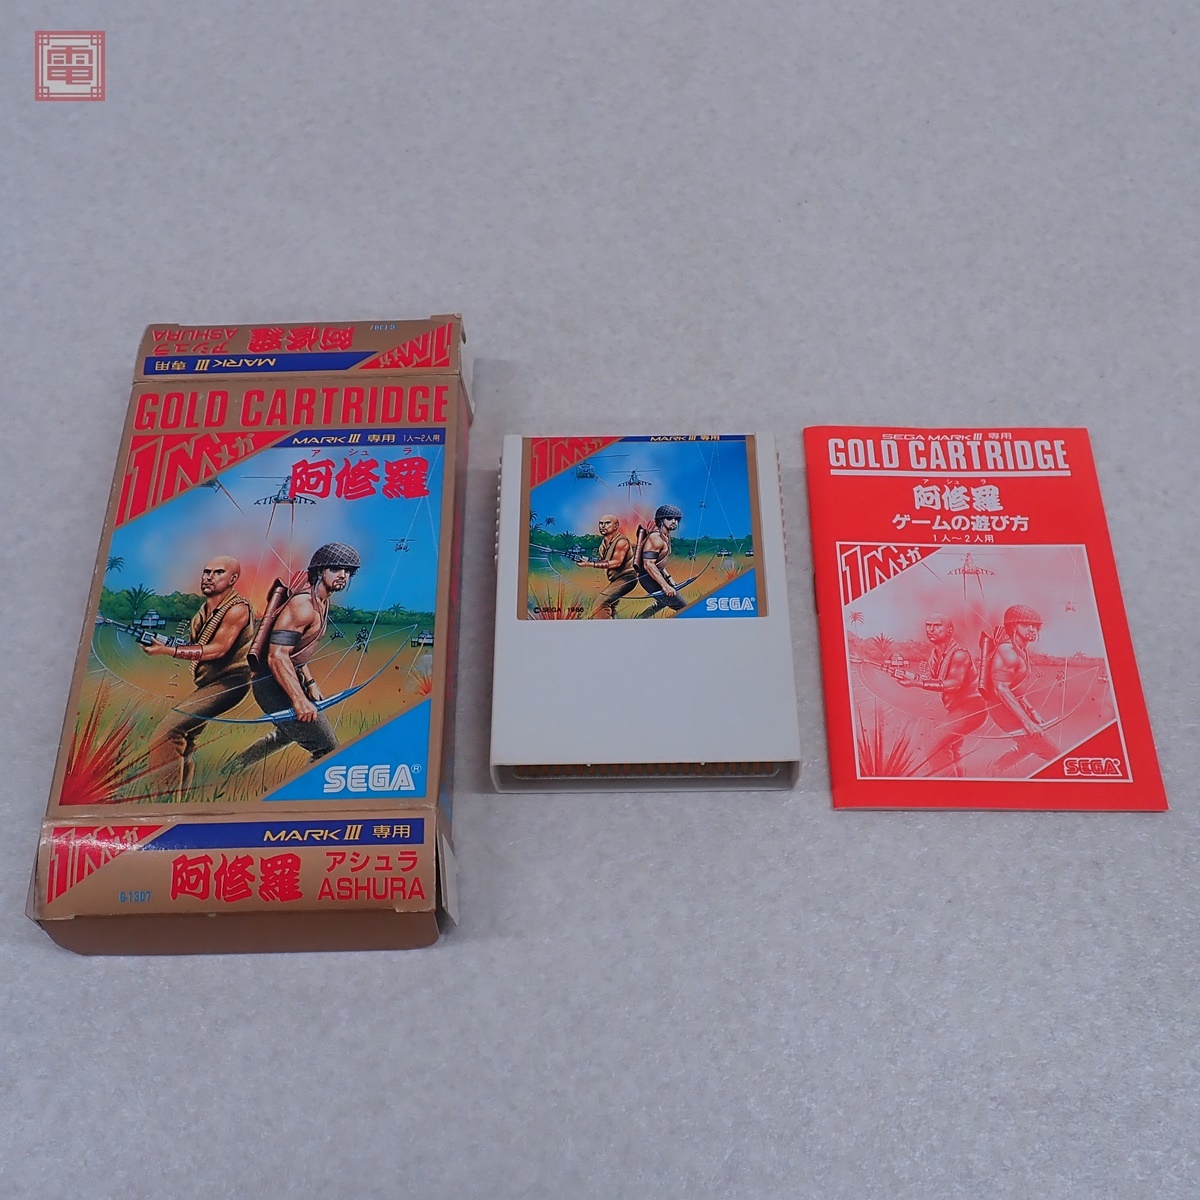 電
1Mメガ
MARK III 専用
阿修羅
アシュラ
ASHURA
G-1307
GOLD CARTRIDGE
1Mメガ
MARK III 専用 1人〜2人用
アシュラ
阿修羅
SEGA®
1Mメガ
MARK III 専用
G-1307
阿修羅
アシュラ
ASHURA
1Mメガ
MARK III 専用
© SEGA 1986
SEGA
SEGA MARK III 専用
GOLD CARTRIDGE
アシュラ
阿修羅
ゲームの遊び方
1人〜2人用
1Mメガ
SEGA®